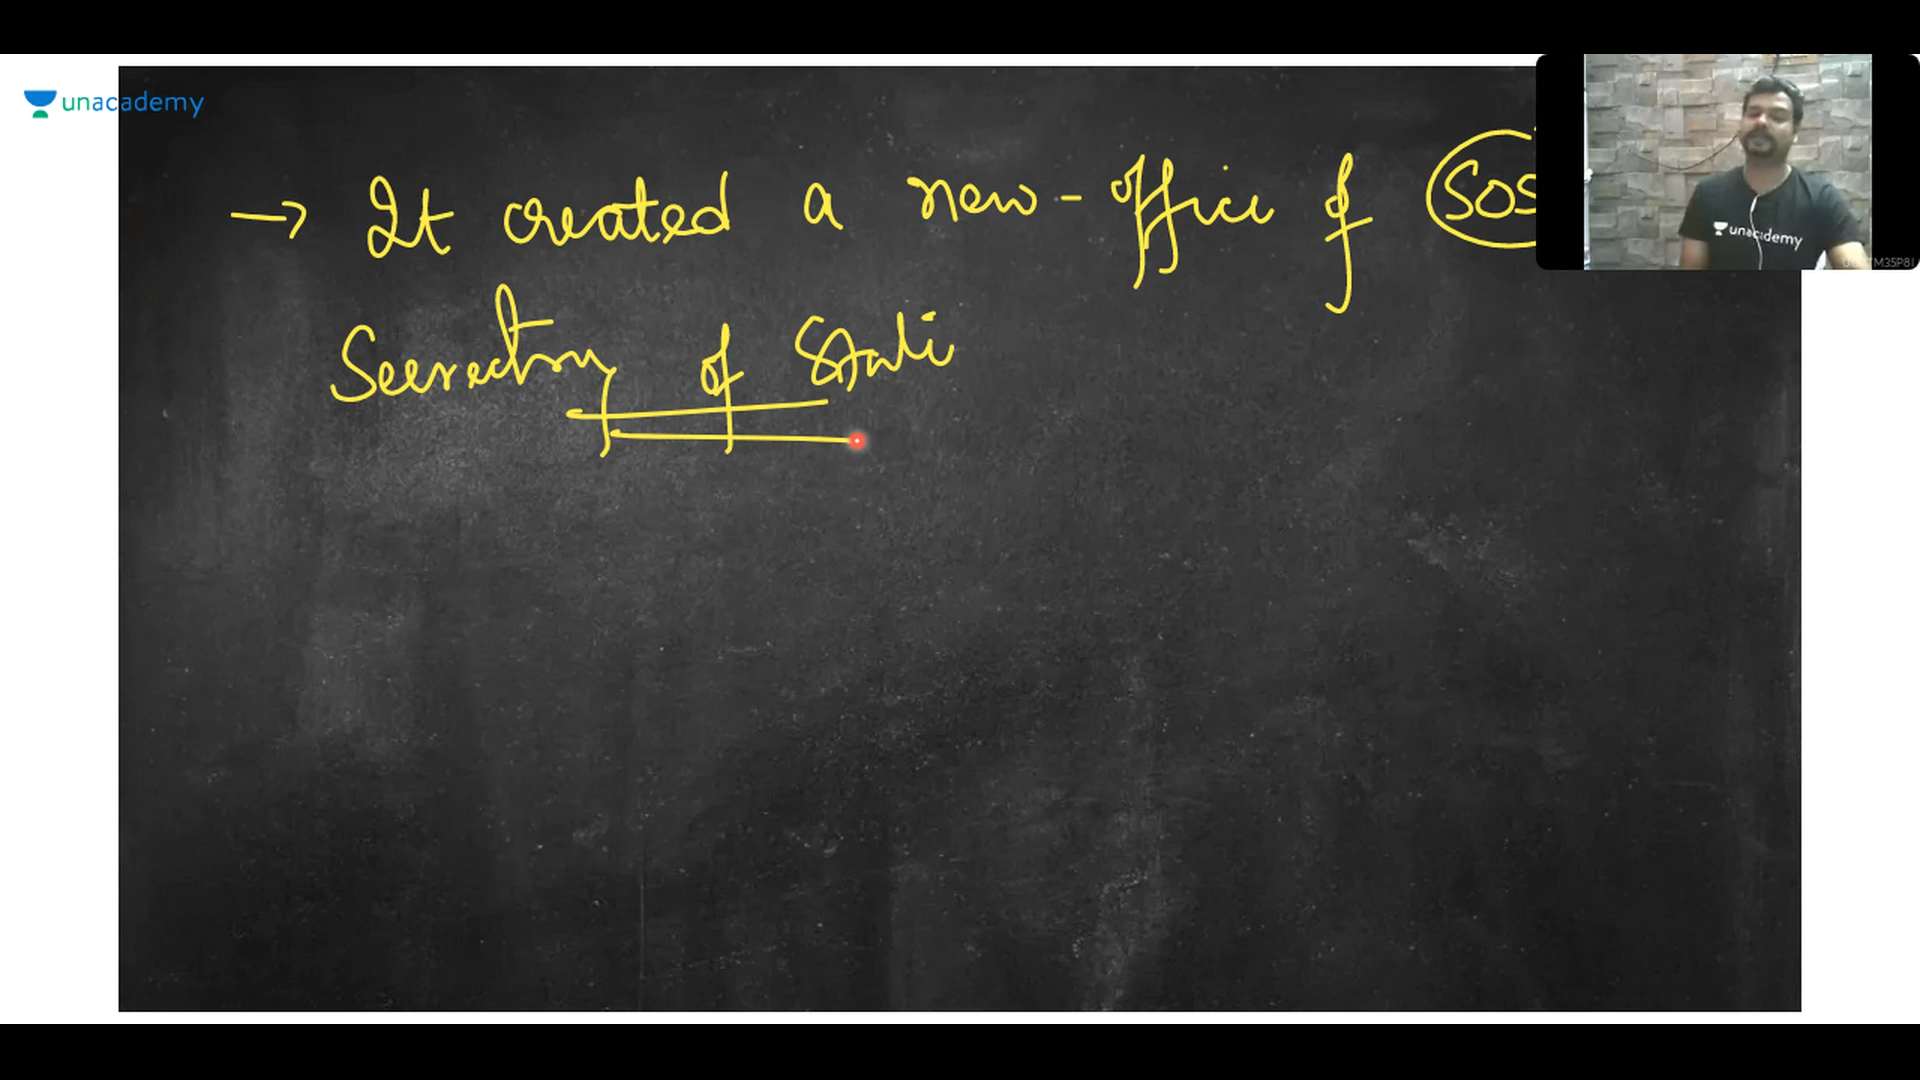 unacademy
→ It created a new-office of SOS
Secretary of State
unacademy